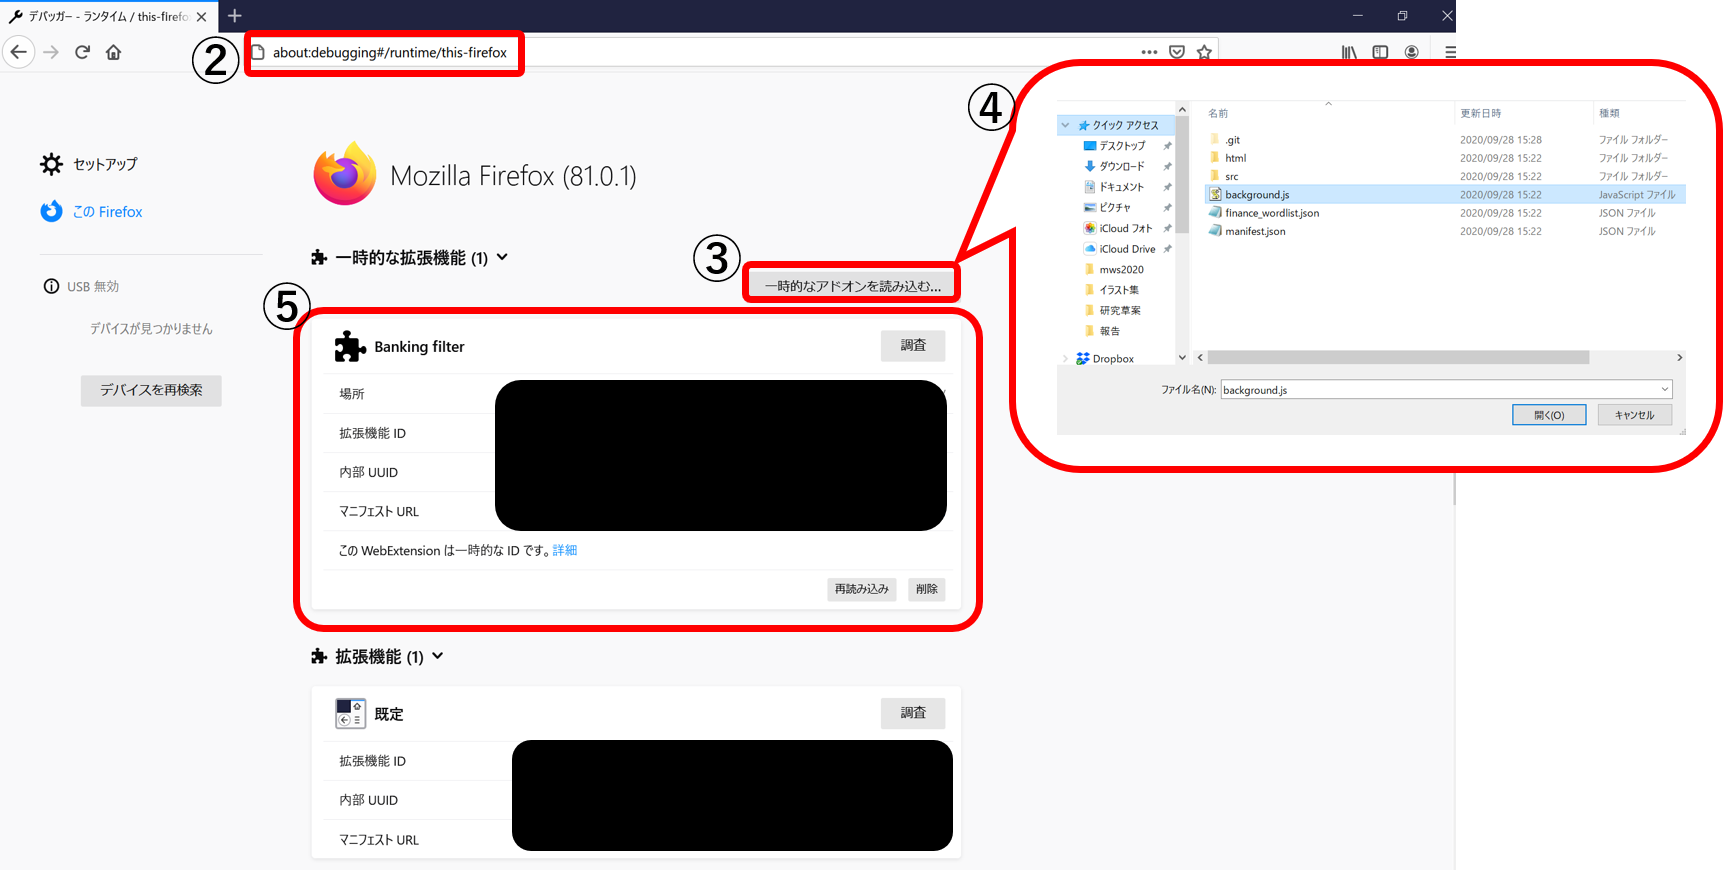 デバッガー - ランタイム / this-firefo
②
about:debugging#/runtime/this-firefox
セットアップ
この Firefox
USB 無効
デバイスが見つかりません
デバイスを再検索
Mozilla Firefox (81.0.1)
一時的な拡張機能 (1)
③
一時的なアドオンを読み込む...
④
クイック アクセス
デスクトップ
ダウンロード
ドキュメント
ピクチャ
iCloud フォト
iCloud Drive
mws2020
イラスト集
研究草案
報告
Dropbox
名前 更新日時 種類
.git 2020/09/28 15:28 ファイル フォルダー
html 2020/09/28 15:22 ファイル フォルダー
src 2020/09/28 15:22 ファイル フォルダー
background.js 2020/09/28 15:22 JavaScript ファイル
finance_wordlist.json 2020/09/28 15:22 JSON ファイル
manifest.json 2020/09/28 15:22 JSON ファイル
ファイル名(N): background.js
開く(O) キャンセル
⑤
Banking filter 調査
場所
拡張機能 ID
内部 UUID
マニフェスト URL
この WebExtension は一時的な ID です。詳細
再読み込み 削除
拡張機能 (1)
既定 調査
拡張機能 ID
内部 UUID
マニフェスト URL